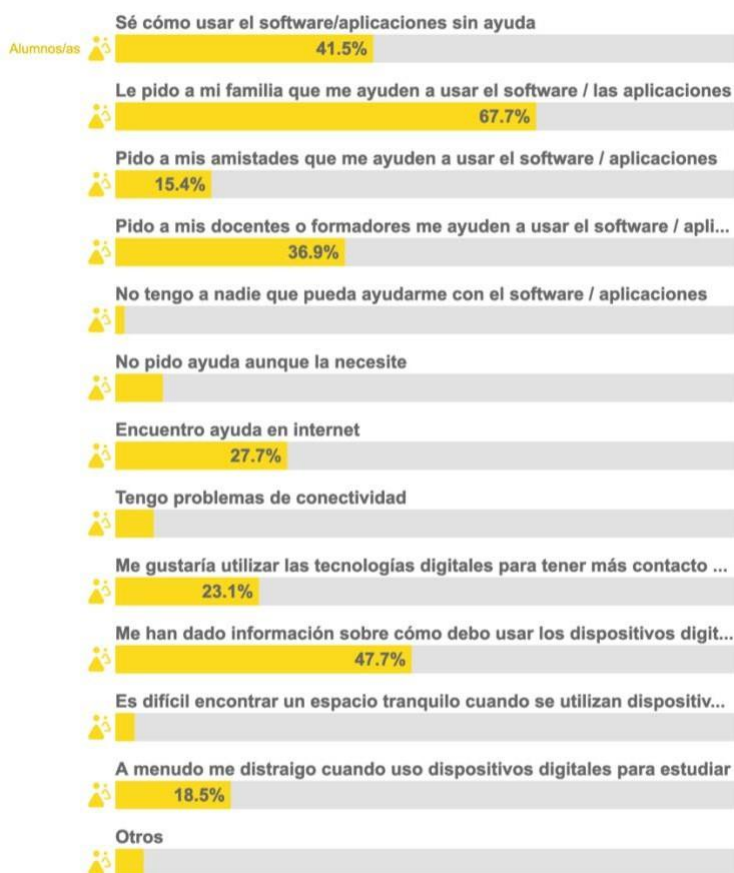 Sé cómo usar el software/aplicaciones sin ayuda
Alumnos/as
41.5%
Le pido a mi familia que me ayuden a usar el software / las aplicaciones
67.7%
Pido a mis amistades que me ayuden a usar el software / aplicaciones
15.4%
Pido a mis docentes o formadores me ayuden a usar el software / apli...
36.9%
No tengo a nadie que pueda ayudarme con el software / aplicaciones
No pido ayuda aunque la necesite
Encuentro ayuda en internet
27.7%
Tengo problemas de conectividad
Me gustaría utilizar las tecnologías digitales para tener más contacto ...
23.1%
Me han dado información sobre cómo debo usar los dispositivos digit...
47.7%
Es difícil encontrar un espacio tranquilo cuando se utilizan dispositiv...
A menudo me distraigo cuando uso dispositivos digitales para estudiar
18.5%
Otros